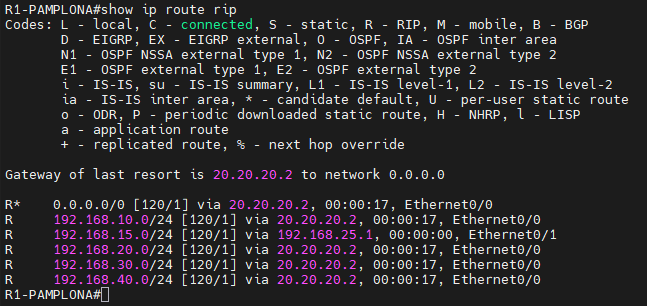 R1-PAMPLONA#show ip route rip
Codes: L - local, C - connected, S - static, R - RIP, M - mobile, B - BGP
       D - EIGRP, EX - EIGRP external, O - OSPF, IA - OSPF inter area
       N1 - OSPF NSSA external type 1, N2 - OSPF NSSA external type 2
       E1 - OSPF external type 1, E2 - OSPF external type 2
       i - IS-IS, su - IS-IS summary, L1 - IS-IS level-1, L2 - IS-IS level-2
       ia - IS-IS inter area, * - candidate default, U - per-user static route
       o - ODR, P - periodic downloaded static route, H - NHRP, l - LISP
       a - application route
       + - replicated route, % - next hop override

Gateway of last resort is 20.20.20.2 to network 0.0.0.0

R*    0.0.0.0/0 [120/1] via 20.20.20.2, 00:00:17, Ethernet0/0
R     192.168.10.0/24 [120/1] via 20.20.20.2, 00:00:17, Ethernet0/0
R     192.168.15.0/24 [120/1] via 192.168.25.1, 00:00:00, Ethernet0/1
R     192.168.20.0/24 [120/1] via 20.20.20.2, 00:00:17, Ethernet0/0
R     192.168.30.0/24 [120/1] via 20.20.20.2, 00:00:17, Ethernet0/0
R     192.168.40.0/24 [120/1] via 20.20.20.2, 00:00:17, Ethernet0/0
R1-PAMPLONA#